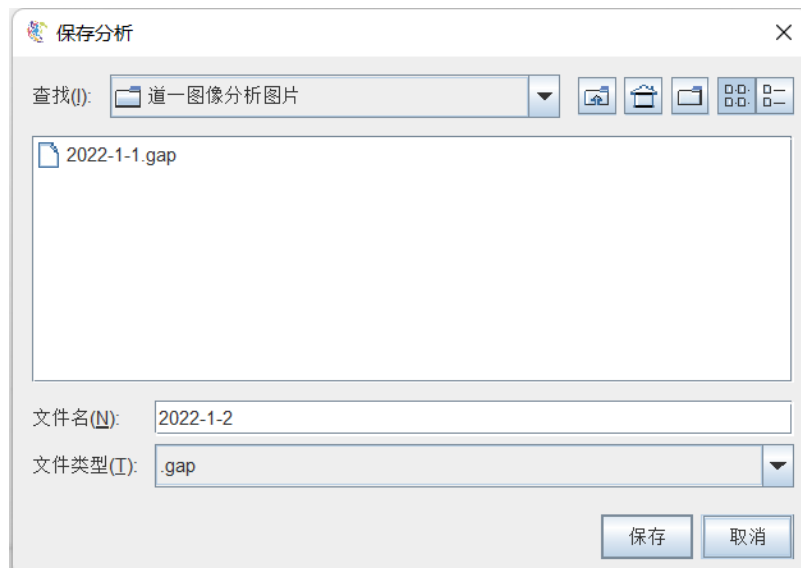 保存分析
查找(I): 道一图像分析图片
2022-1-1.gap
文件名(N): 2022-1-2
文件类型(T): .gap
保存 取消